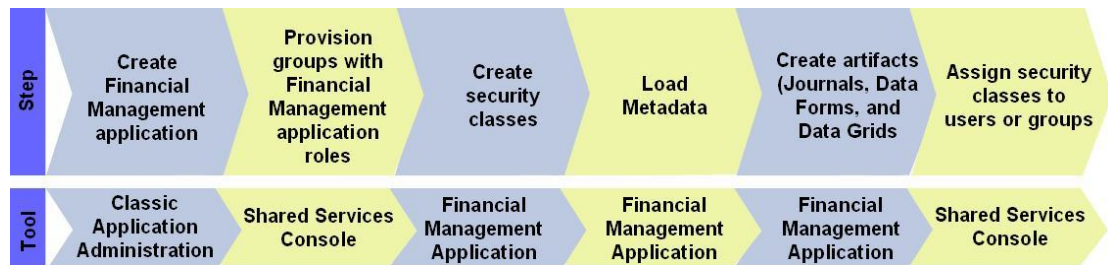 Step
Create
Financial
Management
application
Provision
groups with
Financial
Management
application
roles
Create
security
classes
Load
Metadata
Create artifacts
(Journals, Data
Forms, and
Data Grids
Assign security
classes to
users or groups
Tool
Classic
Application
Administration
Shared Services
Console
Financial
Management
Application
Financial
Management
Application
Financial
Management
Application
Shared Services
Console